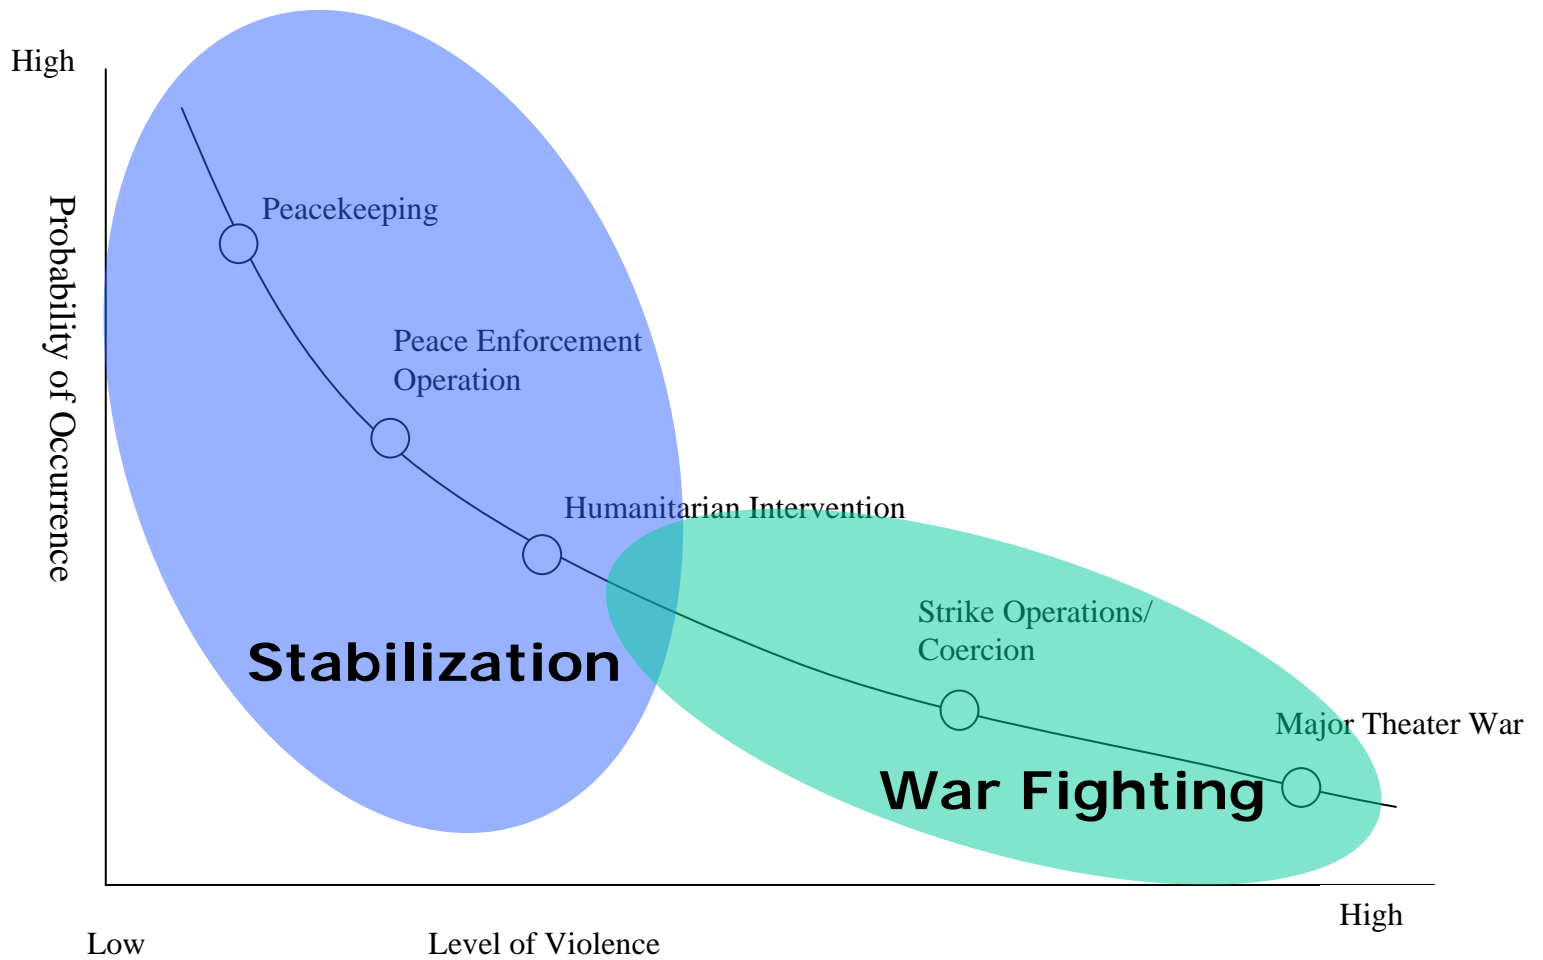 High
Probability of Occurrence
Peacekeeping
Peace Enforcement
Operation
Humanitarian Intervention
Stabilization
Strike Operations/
Coercion
Major Theater War
War Fighting
High
Low
Level of Violence